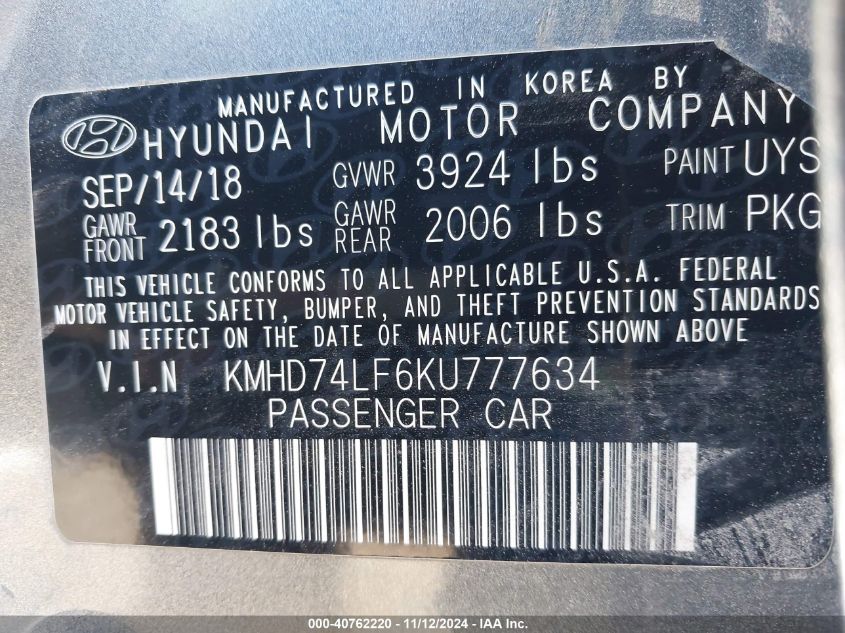 MANUFACTURED IN KOREA BY
HYUNDAI MOTOR COMPANY
SEP/14/18 GVWR 3924 lbs PAINT UYS
GAWR FRONT 2183 lbs GAWR REAR 2006 lbs TRIM PKG
THIS VEHICLE CONFORMS TO ALL APPLICABLE U.S.A. FEDERAL
MOTOR VEHICLE SAFETY, BUMPER, AND THEFT PREVENTION STANDARDS
IN EFFECT ON THE DATE OF MANUFACTURE SHOWN ABOVE
V.I.N KMHD74LF6KU777634
PASSENGER CAR
000-40762220 - 11/12/2024 - IAA Inc.